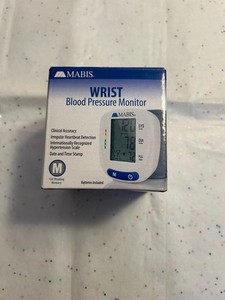 MABIS.
WRIST
Blood Pressure Monitor
Clinical Accuracy
Irregular Heartbeat Detection
Internationally Recognized
Hypertension Scale
Date and Time Stamp
M
Batteries Included
MABIS
M